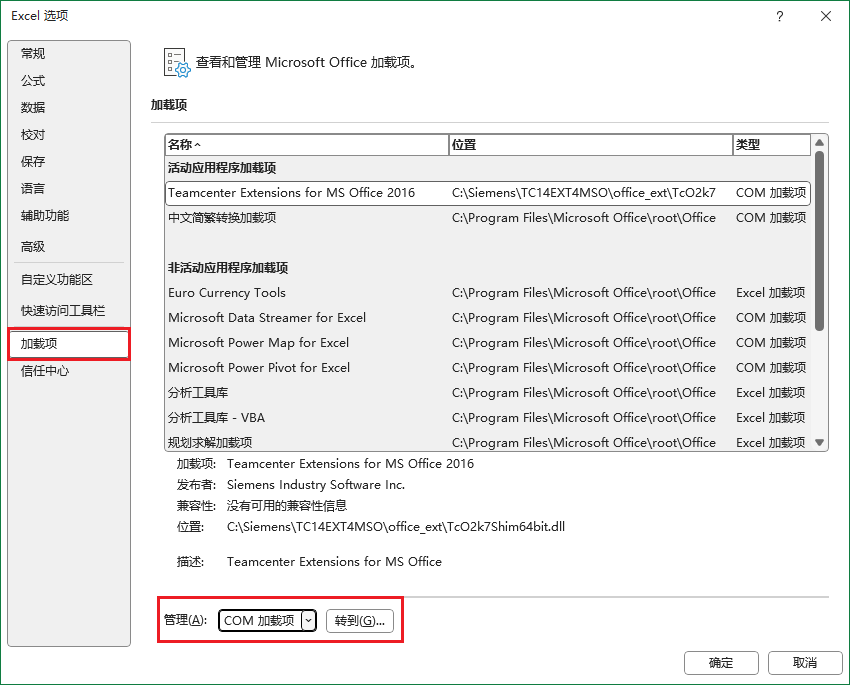 Excel 选项
常规
公式
数据
校对
保存
语言
辅助功能
高级
自定义功能区
快速访问工具栏
加载项
信任中心
查看和管理 Microsoft Office 加载项。
加载项
名称 位置 类型
活动应用程序加载项
Teamcenter Extensions for MS Office 2016 C:\Siemens\TC14EXT4MSO\office_ext\TcO2k7 COM 加载项
中文简繁转换加载项 C:\Program Files\Microsoft Office\root\Office COM 加载项
非活动应用程序加载项
Euro Currency Tools C:\Program Files\Microsoft Office\root\Office Excel 加载项
Microsoft Data Streamer for Excel C:\Program Files\Microsoft Office\root\Office COM 加载项
Microsoft Power Map for Excel C:\Program Files\Microsoft Office\root\Office COM 加载项
Microsoft Power Pivot for Excel C:\Program Files\Microsoft Office\root\Office COM 加载项
分析工具库 C:\Program Files\Microsoft Office\root\Office Excel 加载项
分析工具库 - VBA C:\Program Files\Microsoft Office\root\Office Excel 加载项
规划求解加载项 C:\Program Files\Microsoft Office\root\Office Excel 加载项
加载项: Teamcenter Extensions for MS Office 2016
发布者: Siemens Industry Software Inc.
兼容性: 没有可用的兼容性信息
位置: C:\Siemens\TC14EXT4MSO\office_ext\TcO2k7Shim64bit.dll
描述: Teamcenter Extensions for MS Office
管理(A): COM 加载项 转到(G)...
确定 取消